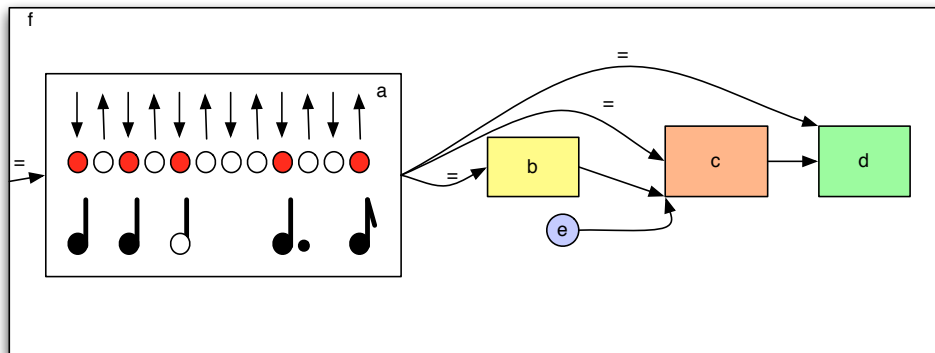 f
a
=
=
=
=
b
c
d
e